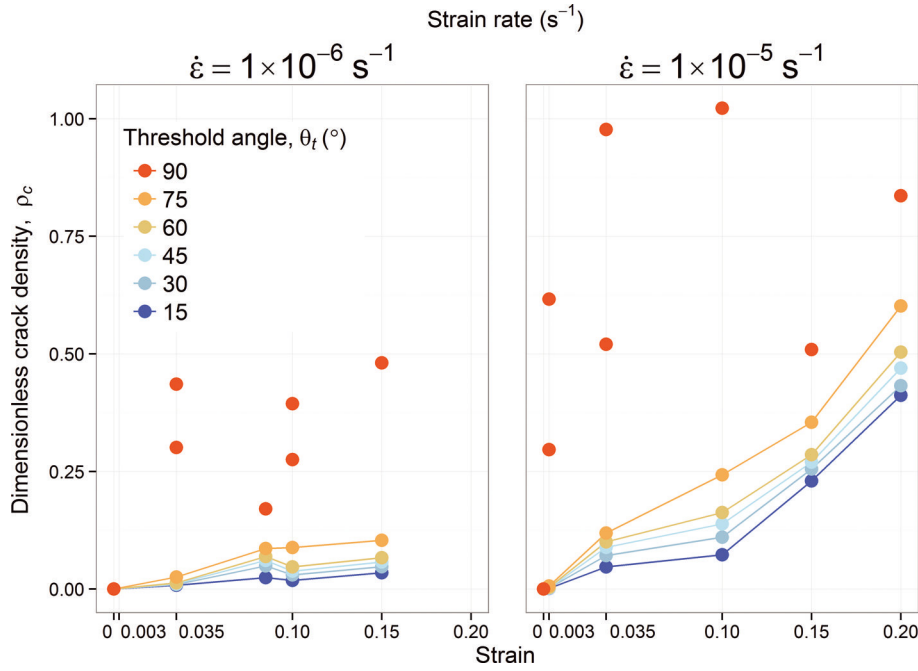 Strain rate (s⁻¹)
ε̇ = 1×10⁻⁶ s⁻¹
ε̇ = 1×10⁻⁵ s⁻¹
Dimensionless crack density, ρc
1.00
0.75
0.50
0.25
0.00
Threshold angle, θt (°)
90
75
60
45
30
15
0 0.003 0.035 0.10 0.15 0.20
0 0.003 0.035 0.10 0.15 0.20
Strain